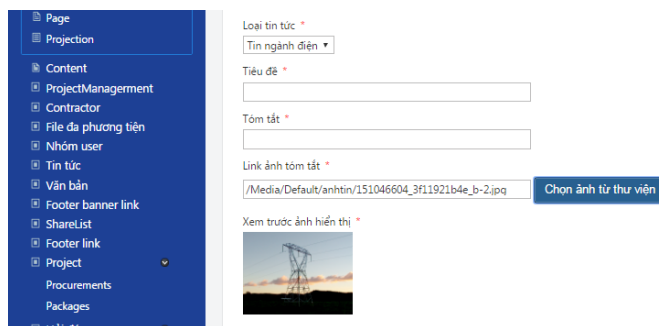 Page
Projection
Content
ProjectManagerment
Contractor
File đa phương tiện
Nhóm user
Tin tức
Văn bản
Footer banner link
ShareList
Footer link
Project
Procurements
Packages
Loại tin tức *
Tin ngành điện
Tiêu đề *
Tóm tắt *
Link ảnh tóm tắt *
/Media/Default/anhtin/151046604_3f11921b4e_b-2.jpg
Chọn ảnh từ thư viện
Xem trước ảnh hiển thị *